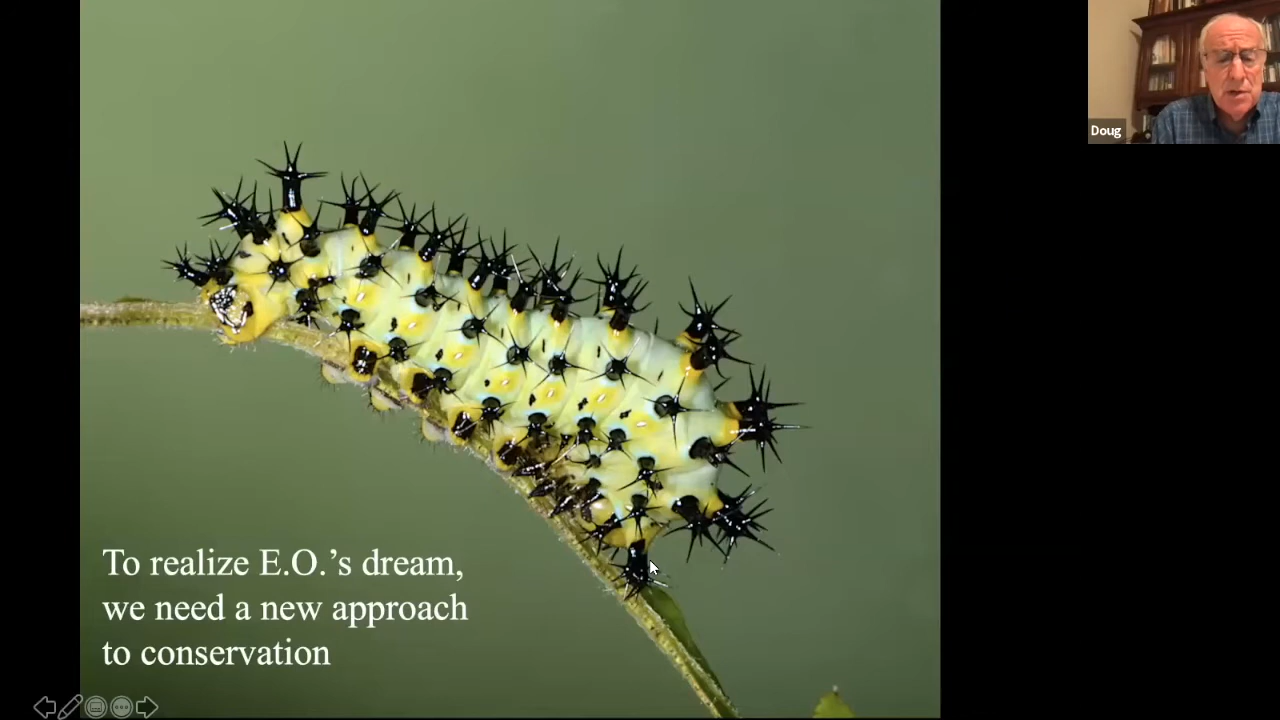 Doug
To realize E.O.’s dream,
we need a new approach
to conservation